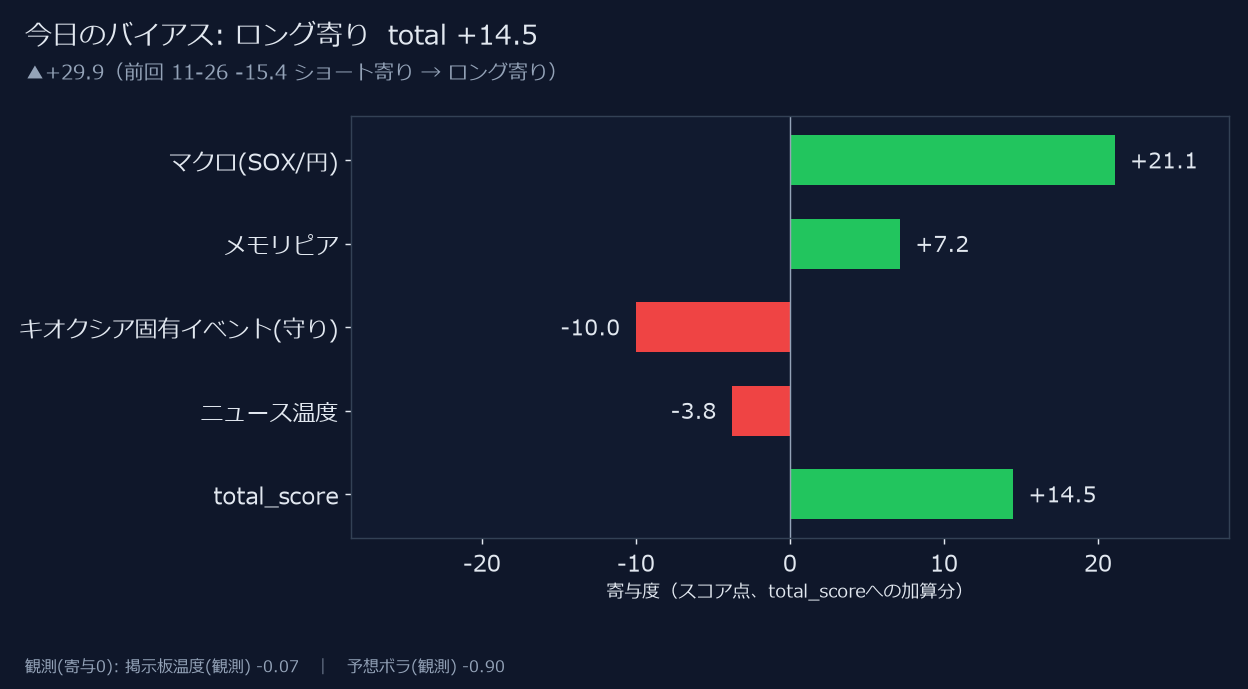 今日のバイアス: ロング寄り  total +14.5
▲+29.9（前回 11-26 -15.4 ショート寄り → ロング寄り）
マクロ(SOX/円) +21.1
メモリピア +7.2
キオクシア固有イベント(守り) -10.0
ニュース温度 -3.8
total_score +14.5
-20 -10 0 10 20
寄与度（スコア点、total_scoreへの加算分）
観測(寄与0): 掲示板温度(観測) -0.07 | 予想ボラ(観測) -0.90